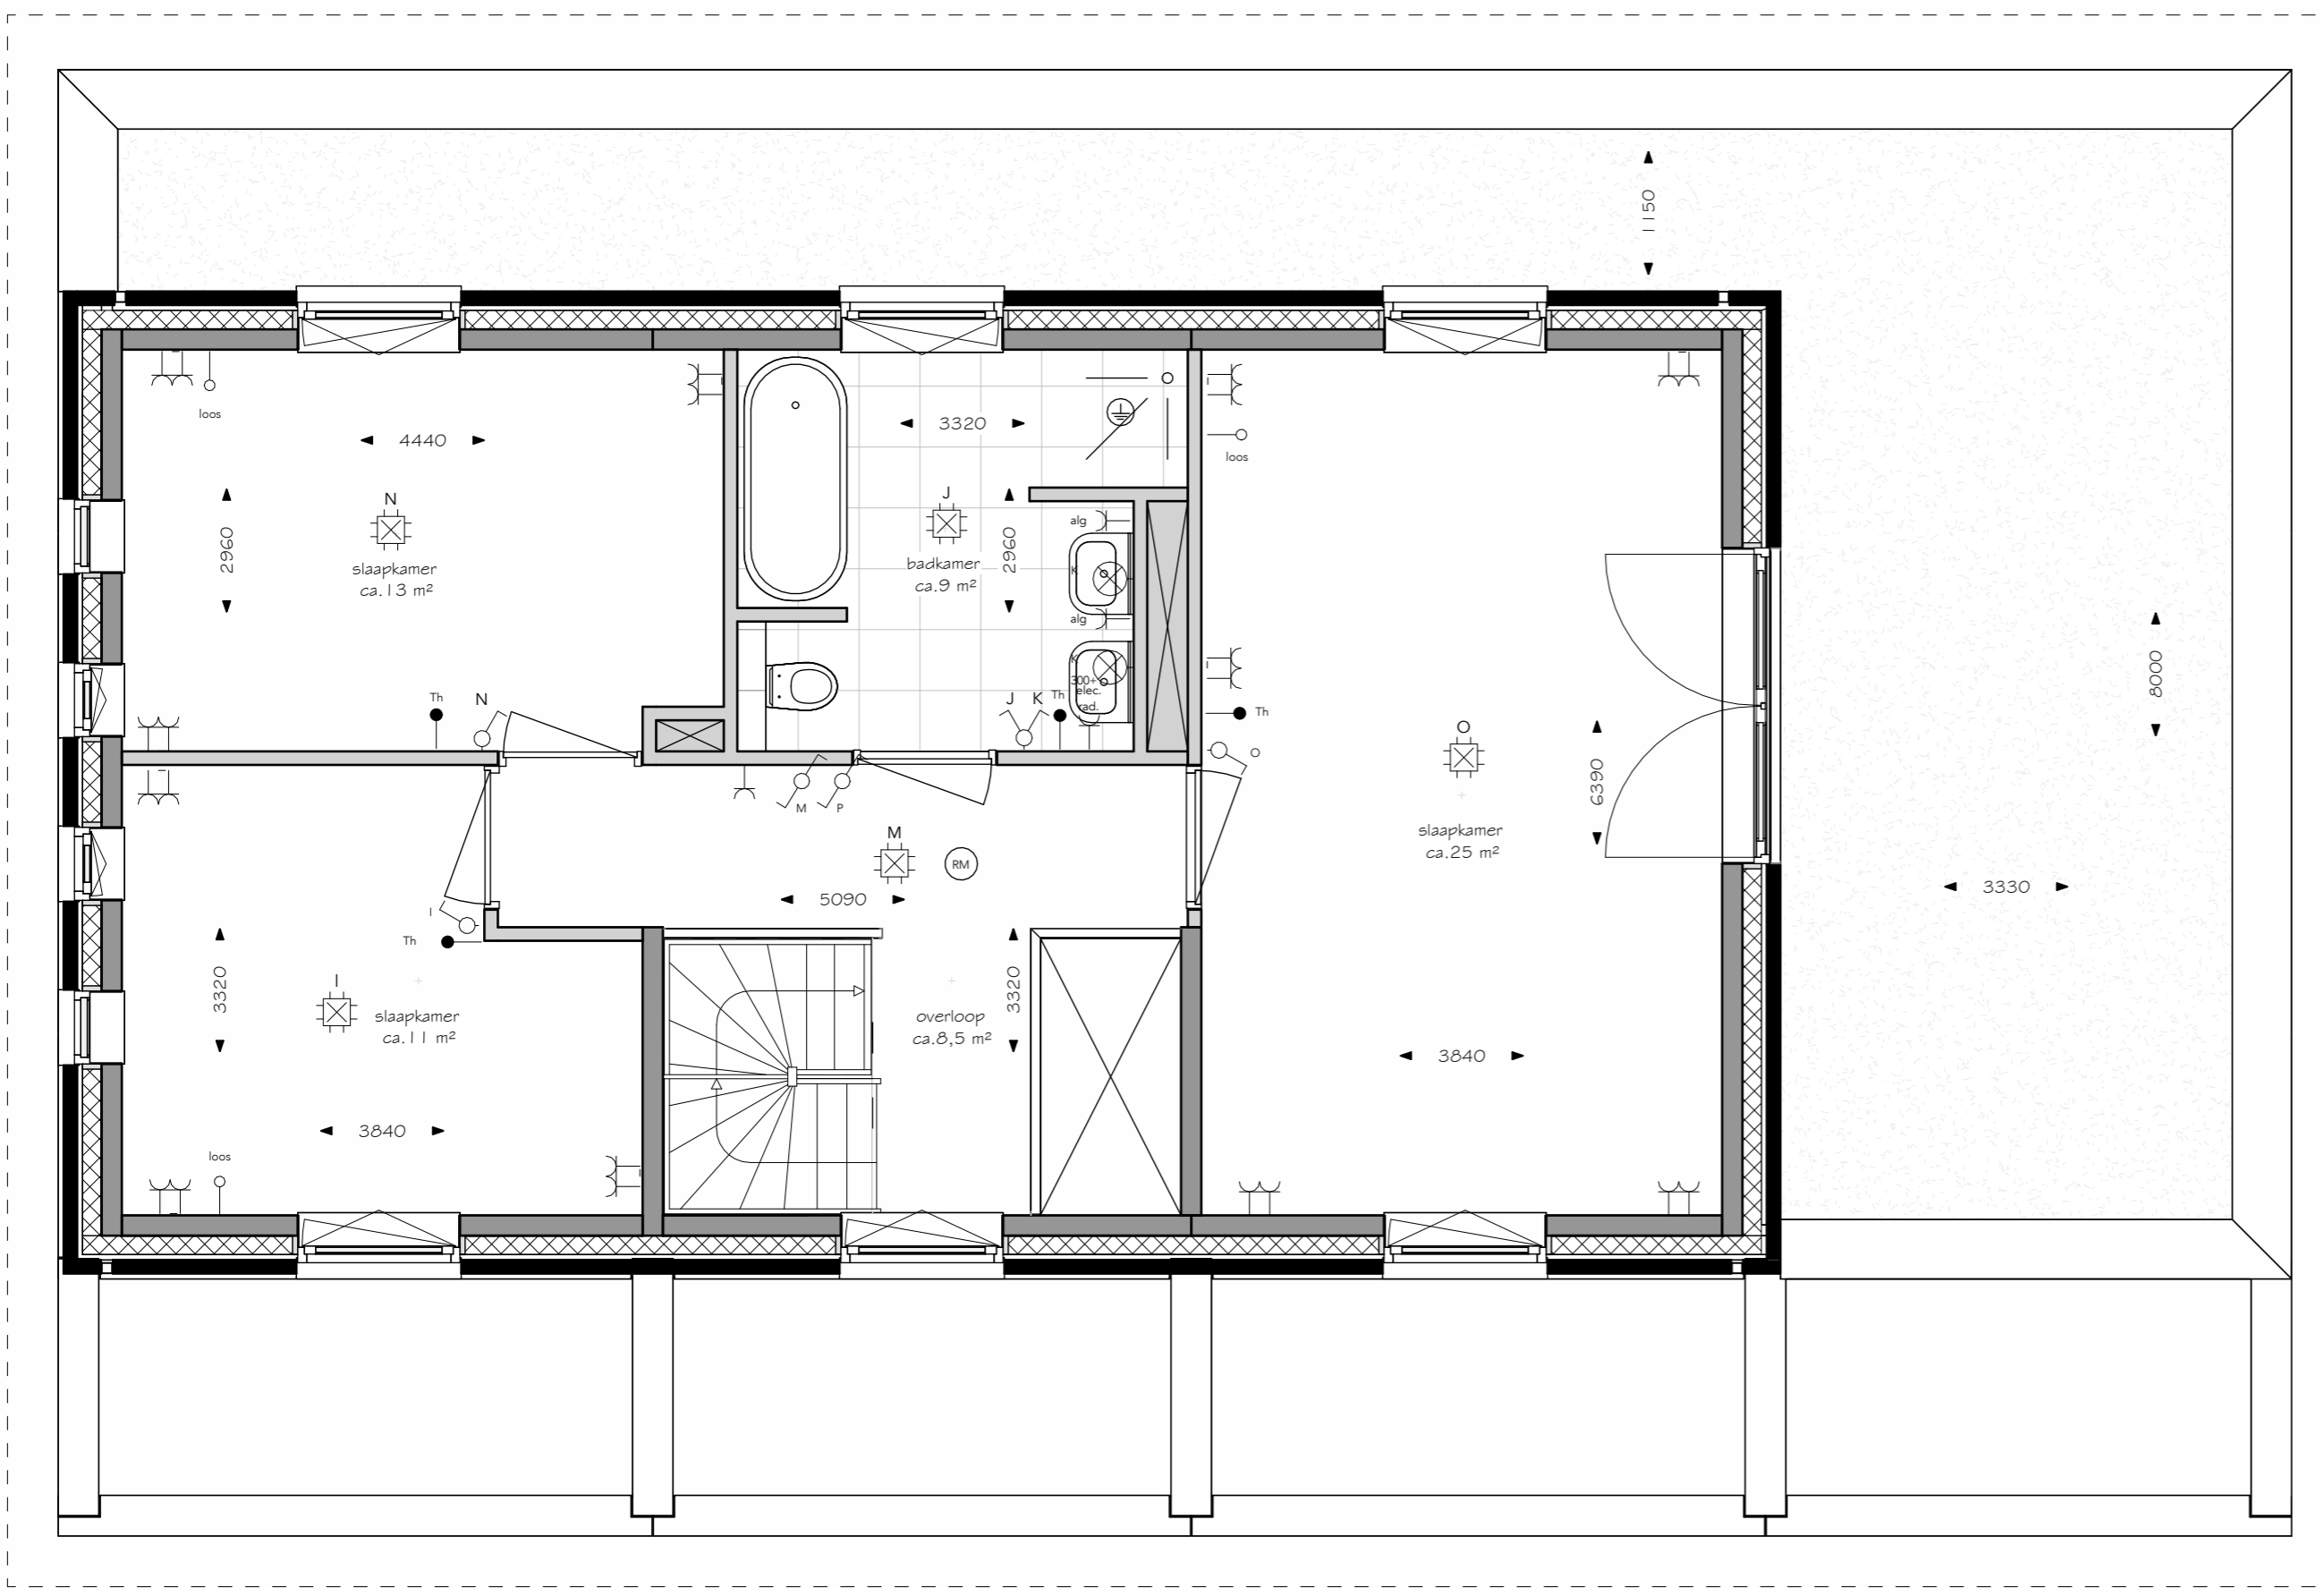 1150
loos
4440
3320
loos
N
J
2960
2960
alg
slaapkamer
ca.13 m²
badkamer
ca.9 m²
K
alg
K
8000
300+
elec.
rad.
Th
N
J
K
Th
Th
O
O
6390
M
P
slaapkamer
ca.25 m²
M
RM
3330
5090
I
Th
3320
I
3320
slaapkamer
ca.11 m²
overloop
ca.8,5 m²
3840
3840
loos